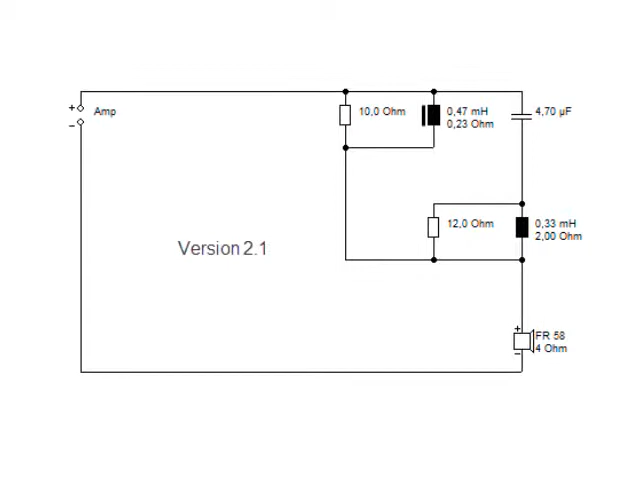 +
Amp
−
10,0 Ohm
0,47 mH
0,23 Ohm
4,70 µF
12,0 Ohm
0,33 mH
2,00 Ohm
Version 2.1
+
FR 58
4 Ohm
−